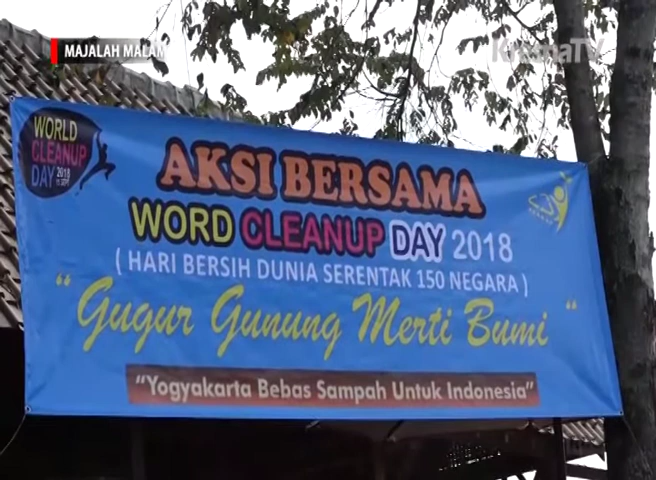 MAJALAH MALAM
KresnaTV
WORLD
CLEANUP
DAY 2018
AKSI BERSAMA
WORD CLEANUP DAY 2018
( HARI BERSIH DUNIA SERENTAK 150 NEGARA )
"Gugur Gunung Merti Bumi "
"Yogyakarta Bebas Sampah Untuk Indonesia"